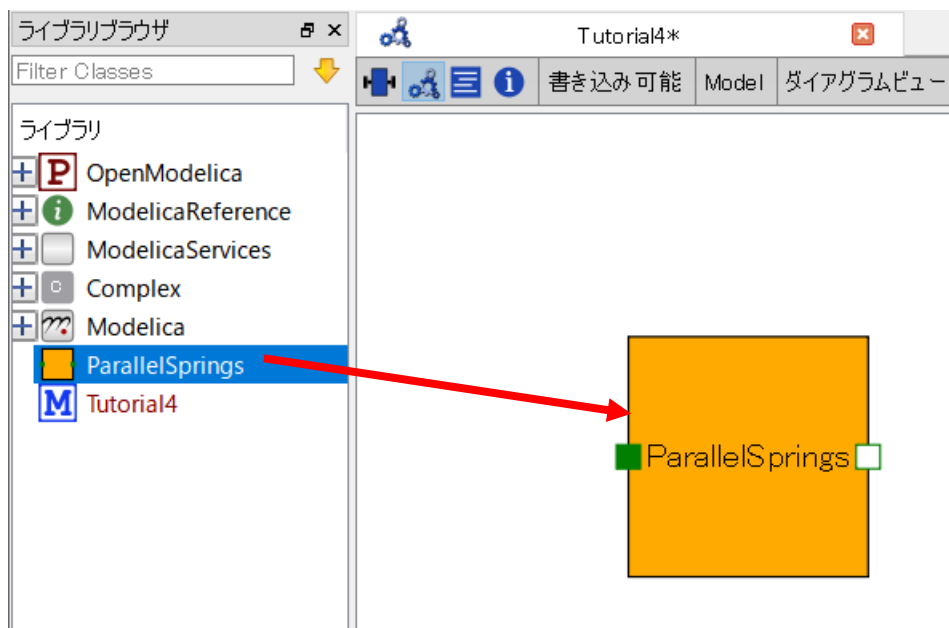 ライブラリブラウザ
Tutorial4*
Filter Classes
書き込み可能 Model ダイアグラムビュー
ライブラリ
P OpenModelica
i ModelicaReference
ModelicaServices
C Complex
Modelica
ParallelSprings
M Tutorial4
ParallelSprings